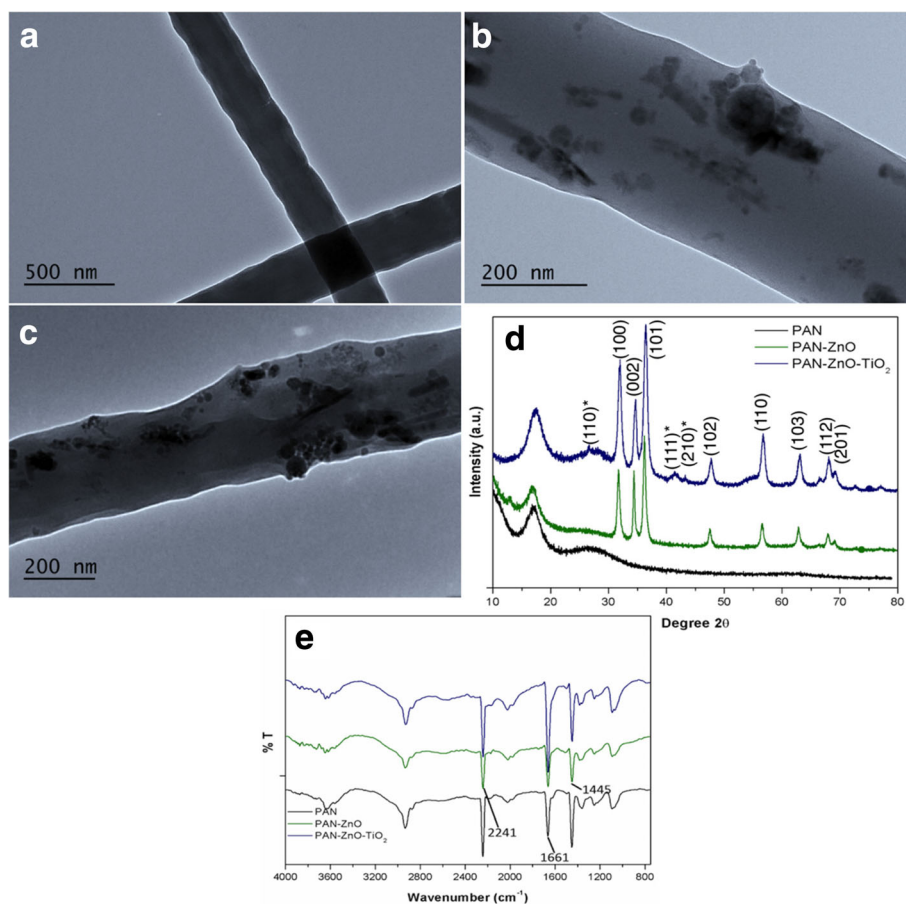 a
500 nm
b
200 nm
c
200 nm
d
PAN
PAN-ZnO
PAN-ZnO-TiO₂
(110)*
(100)
(002)
(101)
(111)*
(210)*
(102)
(110)
(103)
(112)
(201)
Intensity (a.u.)
10 20 30 40 50 60 70 80
Degree 2θ
e
% T
1445
2241
1661
PAN
PAN-ZnO
PAN-ZnO-TiO₂
4000 3600 3200 2800 2400 2000 1600 1200 800
Wavenumber (cm⁻¹)